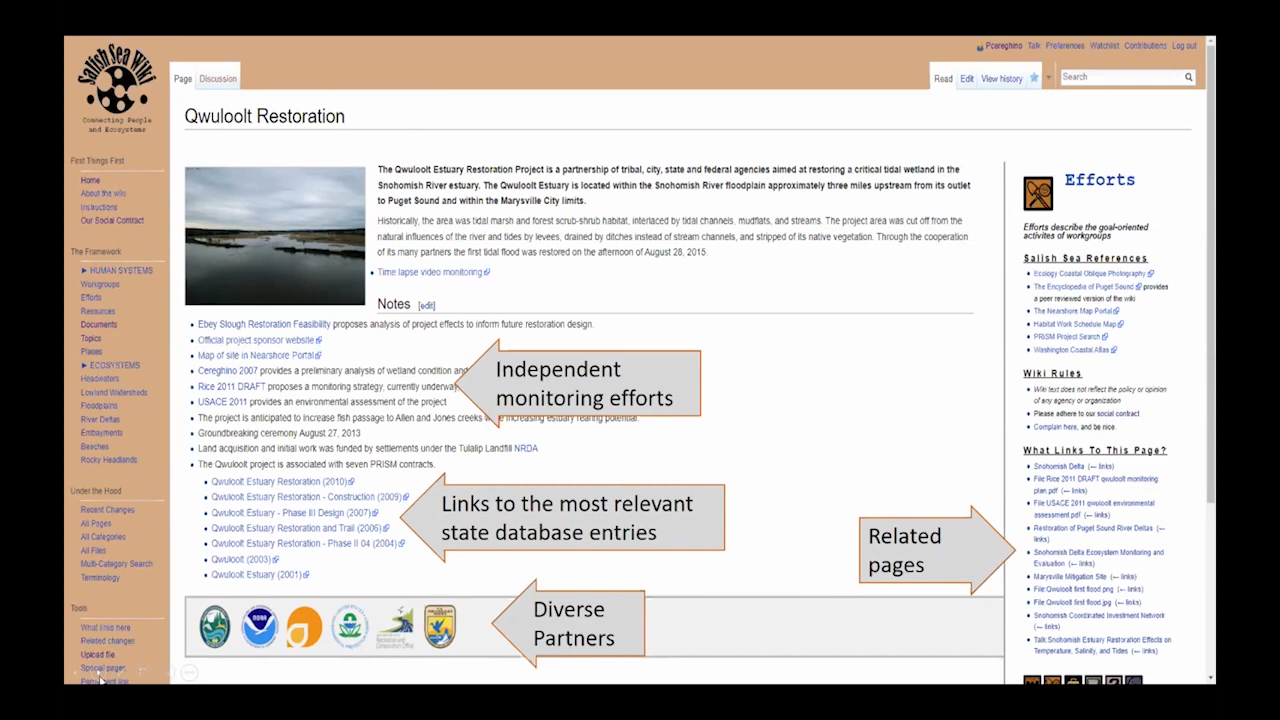 Salish Sea Wiki
Connecting People
and Ecosystems
Pcereghino Talk Preferences Watchlist Contributions Log out
Page Discussion
Read Edit View history
Search
First Things First
Home
About the wiki
Instructions
Our Social Contract
The Framework
► HUMAN SYSTEMS
Workgroups
Efforts
Resources
Documents
Topics
Places
► ECOSYSTEMS
Headwaters
Lowland Watersheds
Floodplains
River Deltas
Embayments
Beaches
Rocky Headlands
Under the Hood
Recent Changes
All Pages
All Categories
All Files
Multi-Category Search
Terminology
Tools
What links here
Related changes
Upload file
Special pages
Qwuloolt Restoration
The Qwuloolt Estuary Restoration Project is a partnership of tribal, city, state and federal agencies aimed at restoring a critical tidal wetland in the
Snohomish River estuary. The Qwuloolt Estuary is located within the Snohomish River floodplain approximately three miles upstream from its outlet
to Puget Sound and within the Marysville City limits.
Historically, the area was tidal marsh and forest scrub-shrub habitat, interlaced by tidal channels, mudflats, and streams. The project area was cut off from the
natural influences of the river and tides by levees, drained by ditches instead of stream channels, and stripped of its native vegetation. Through the cooperation
of its many partners the first tidal flood was restored on the afternoon of August 28, 2015.
Time lapse video monitoring
Notes [edit]
Ebey Slough Restoration Feasibility proposes analysis of project effects to inform future restoration design.
Official project sponsor website
Map of site in Nearshore Portal
Cereghino 2007 provides a preliminary analysis of wetland condition and
Rice 2011 DRAFT proposes a monitoring strategy, currently underway
USACE 2011 provides an environmental assessment of the project
The project is anticipated to increase fish passage to Allen and Jones creeks increasing estuary rearing potential.
Groundbreaking ceremony August 27, 2013
Land acquisition and initial work was funded by settlements under the Tulalip Landfill NRDA
The Qwuloolt project is associated with seven PRISM contracts.
Qwuloolt Estuary Restoration (2010)
Qwuloolt Estuary Restoration - Construction (2009)
Qwuloolt Estuary - Phase III Design (2007)
Qwuloolt Estuary Restoration and Trail (2006)
Qwuloolt Estuary Restoration - Phase II 04 (2004)
Qwuloolt (2003)
Qwuloolt Estuary (2001)
Independent
monitoring efforts
Links to the most relevant
state database entries
Diverse
Partners
Related
pages
NOAA
Efforts
Efforts describe the goal-oriented
activites of workgroups
Salish Sea References
Ecology Coastal Oblique Photography
The Encyclopedia of Puget Sound provides
a peer reviewed version of the wiki
The Nearshore Map Portal
Habitat Work Schedule Map
PRISM Project Search
Washington Coastal Atlas
Wiki Rules
Wiki text does not reflect the policy or opinion
of any agency or organization
Please adhere to our social contract
Complain here, and be nice.
What Links To This Page?
Snohomish Delta (← links)
File:Rice 2011 DRAFT qwuloolt monitoring
plan.pdf (← links)
File:USACE 2011 qwuloolt environmental
assessment.pdf (← links)
Restoration of Puget Sound River Deltas (←
links)
Snohomish Delta Ecosystem Monitoring and
Evaluation (← links)
Marysville Mitigation Site (← links)
File:Qwuloolt first flood.png (← links)
File:Qwuloolt first flood.jpg (← links)
Snohomish Coordinated Investment Network
(← links)
Talk:Snohomish Estuary Restoration Effects on
Temperature, Salinity, and Tides (← links)